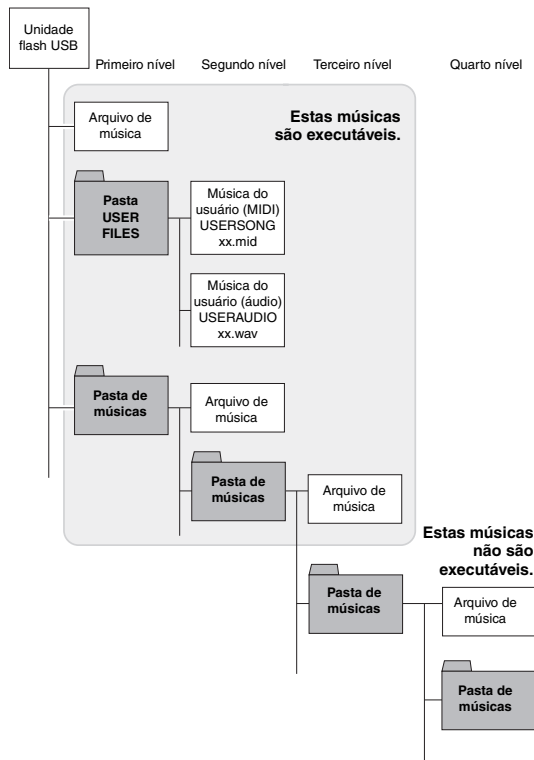 Unidade
flash USB
Primeiro nível
Segundo nível
Terceiro nível
Quarto nível
Arquivo de
música
Estas músicas
são executáveis.
Pasta
USER
FILES
Música do
usuário (MIDI)
USERSONG
xx.mid
Música do
usuário (áudio)
USERAUDIO
xx.wav
Pasta de
músicas
Arquivo de
música
Pasta de
músicas
Arquivo de
música
Estas músicas
não são
executáveis.
Pasta de
músicas
Arquivo de
música
Pasta de
músicas